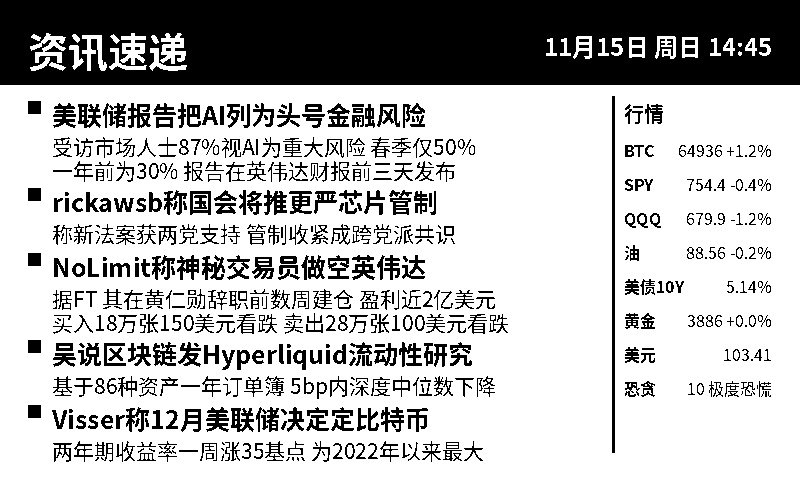 资讯速递
11月15日 周日 14:45
美联储报告把AI列为头号金融风险
受访市场人士87%视AI为重大风险 春季仅50%
一年前为30% 报告在英伟达财报前三天发布
rickawsb称国会将推更严芯片管制
称新法案获两党支持 管制收紧成跨党派共识
NoLimit称神秘交易员做空英伟达
据FT 其在黄仁勋辞职前数周建仓 盈利近2亿美元
买入18万张150美元看跌 卖出28万张100美元看跌
吴说区块链发Hyperliquid流动性研究
基于86种资产一年订单簿 5bp内深度中位数下降
Visser称12月美联储决定定比特币
两年期收益率一周涨35基点 为2022年以来最大
行情
BTC 64936 +1.2%
SPY 754.4 -0.4%
QQQ 679.9 -1.2%
油 88.56 -0.2%
美债10Y 5.14%
黄金 3886 +0.0%
美元 103.41
恐贪 10 极度恐慌